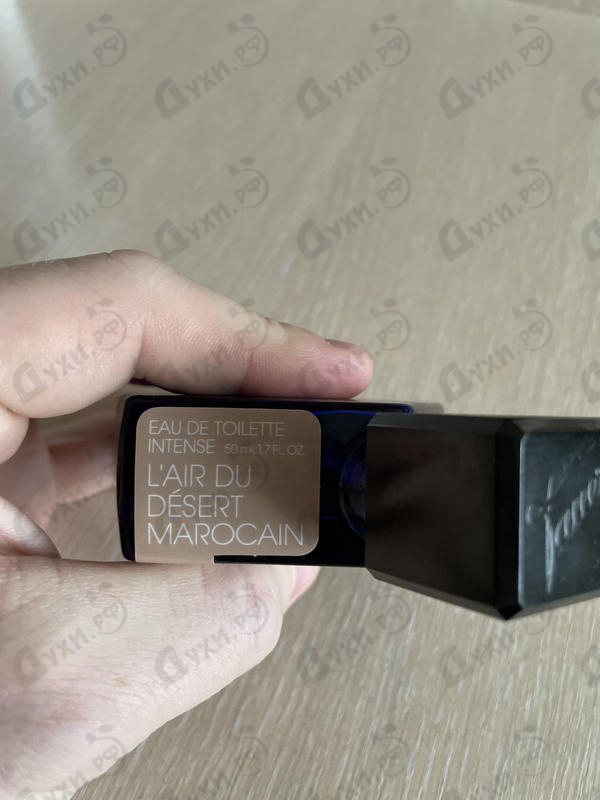 EAU DE TOILETTE
INTENSE 50 ml. 1.7 FL. OZ.
L'AIR DU
DÉSERT
MAROCAIN
Духи.рф